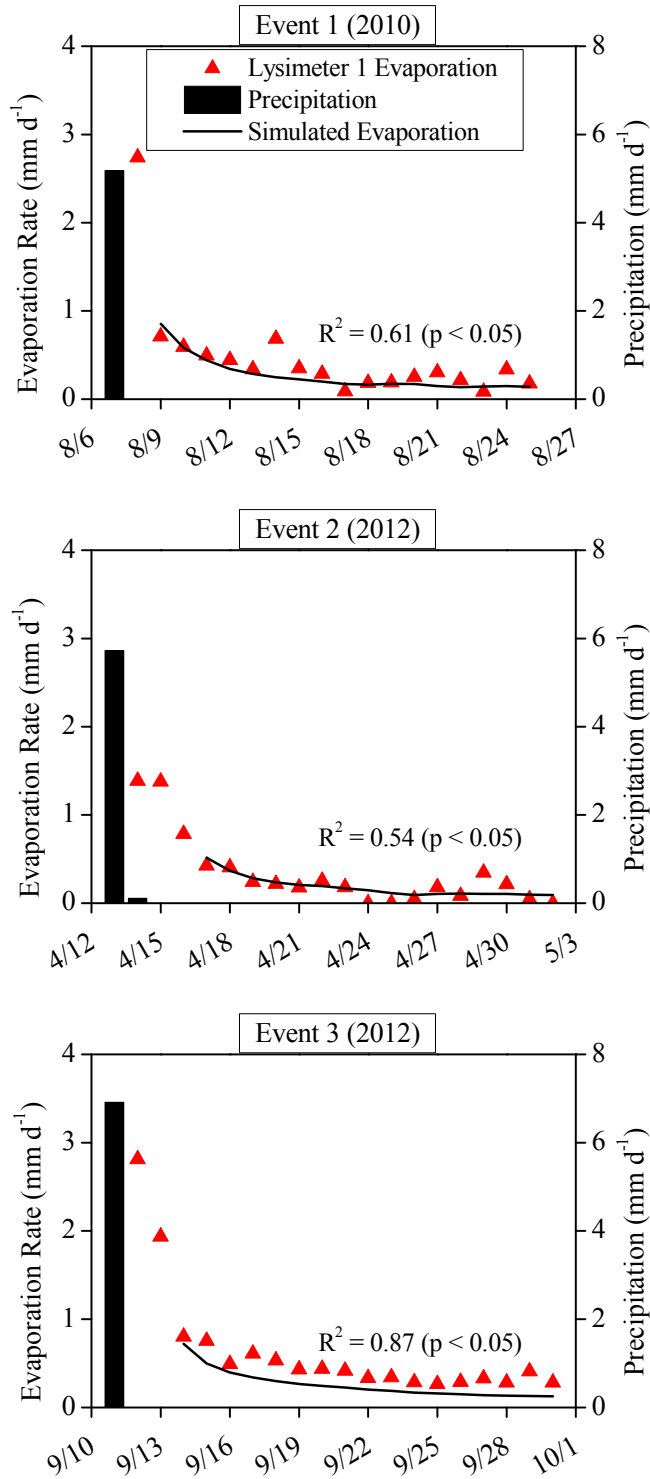 Event 1 (2010)
Lysimeter 1 Evaporation
Precipitation
Simulated Evaporation
Evaporation Rate (mm d-1)
Precipitation (mm d-1)
4
3
2
1
0
8
6
4
2
0
R2 = 0.61 (p < 0.05)
8/6 8/9 8/12 8/15 8/18 8/21 8/24 8/27
Event 2 (2012)
Evaporation Rate (mm d-1)
Precipitation (mm d-1)
4
3
2
1
0
8
6
4
2
0
R2 = 0.54 (p < 0.05)
4/12 4/15 4/18 4/21 4/24 4/27 4/30 5/3
Event 3 (2012)
Evaporation Rate (mm d-1)
Precipitation (mm d-1)
4
3
2
1
0
8
6
4
2
0
R2 = 0.87 (p < 0.05)
9/10 9/13 9/16 9/19 9/22 9/25 9/28 10/1